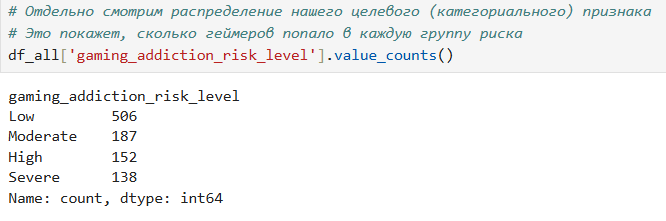 # Отдельно смотрим распределение нашего целевого (категориального) признака
# Это покажет, сколько геймеров попало в каждую группу риска
df_all['gaming_addiction_risk_level'].value_counts()
gaming_addiction_risk_level
Low         506
Moderate    187
High        152
Severe      138
Name: count, dtype: int64